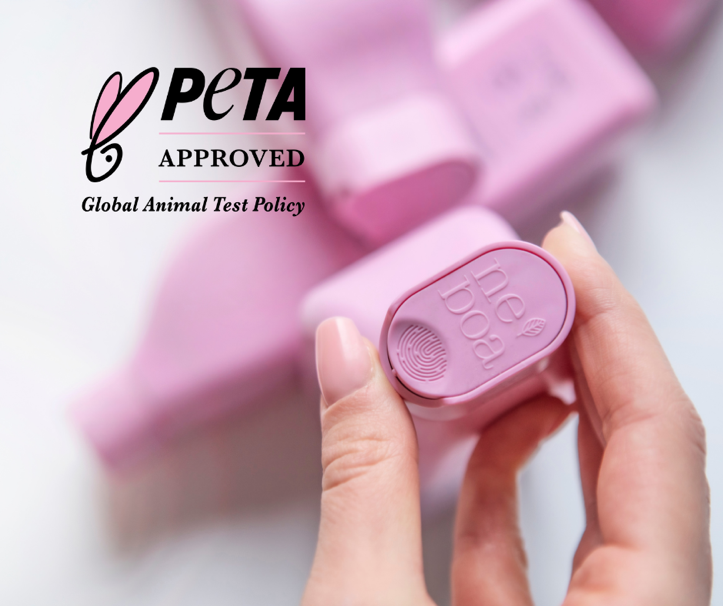 PeTA
APPROVED
Global Animal Test Policy
ne
boa